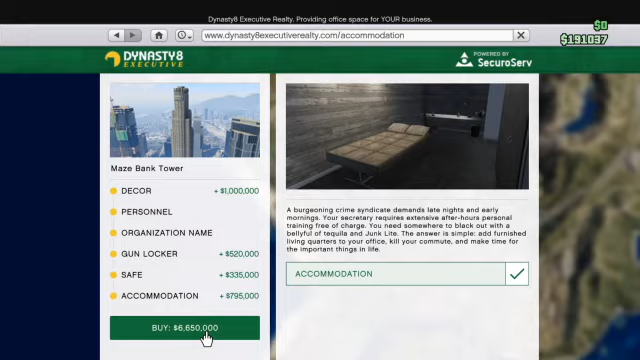 Dynasty8 Executive Realty. Providing office space for YOUR business.
$0
www.dynasty8executiverealty.com/accommodation
$191037
DYNASTY8
EXECUTIVE
POWERED BY
SecuroServ
Maze Bank Tower
DECOR + $1,000,000
PERSONNEL
ORGANIZATION NAME
GUN LOCKER + $520,000
SAFE + $335,000
ACCOMMODATION + $795,000
BUY: $6,650,000
A burgeoning crime syndicate demands late nights and early
mornings. Your secretary requires extensive after-hours personal
training free of charge. You need somewhere to black out with a
bellyful of tequila and Junk Lite. The answer is simple: add furnished
living quarters to your office, kill your commute, and make time for
the important things in life.
ACCOMMODATION